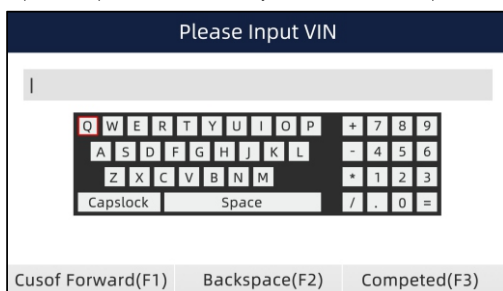 Please Input VIN
|
Q W E R T Y U I O P + 7 8 9
A S D F G H J K L - 4 5 6
Z X C V B N M * 1 2 3
Capslock Space / . 0 =
Cusof Forward(F1) Backspace(F2) Competed(F3)